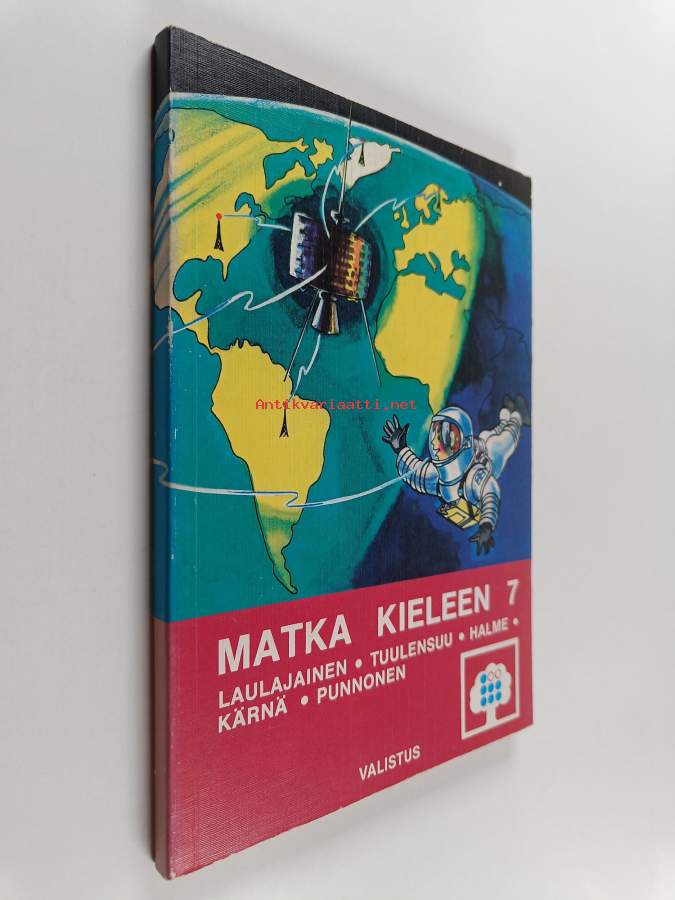 Antikvariaatti.net
MATKA KIELEEN 7
LAULAJAINEN • TUULENSUU • HALME •
KÄRNÄ • PUNNONEN
VALISTUS